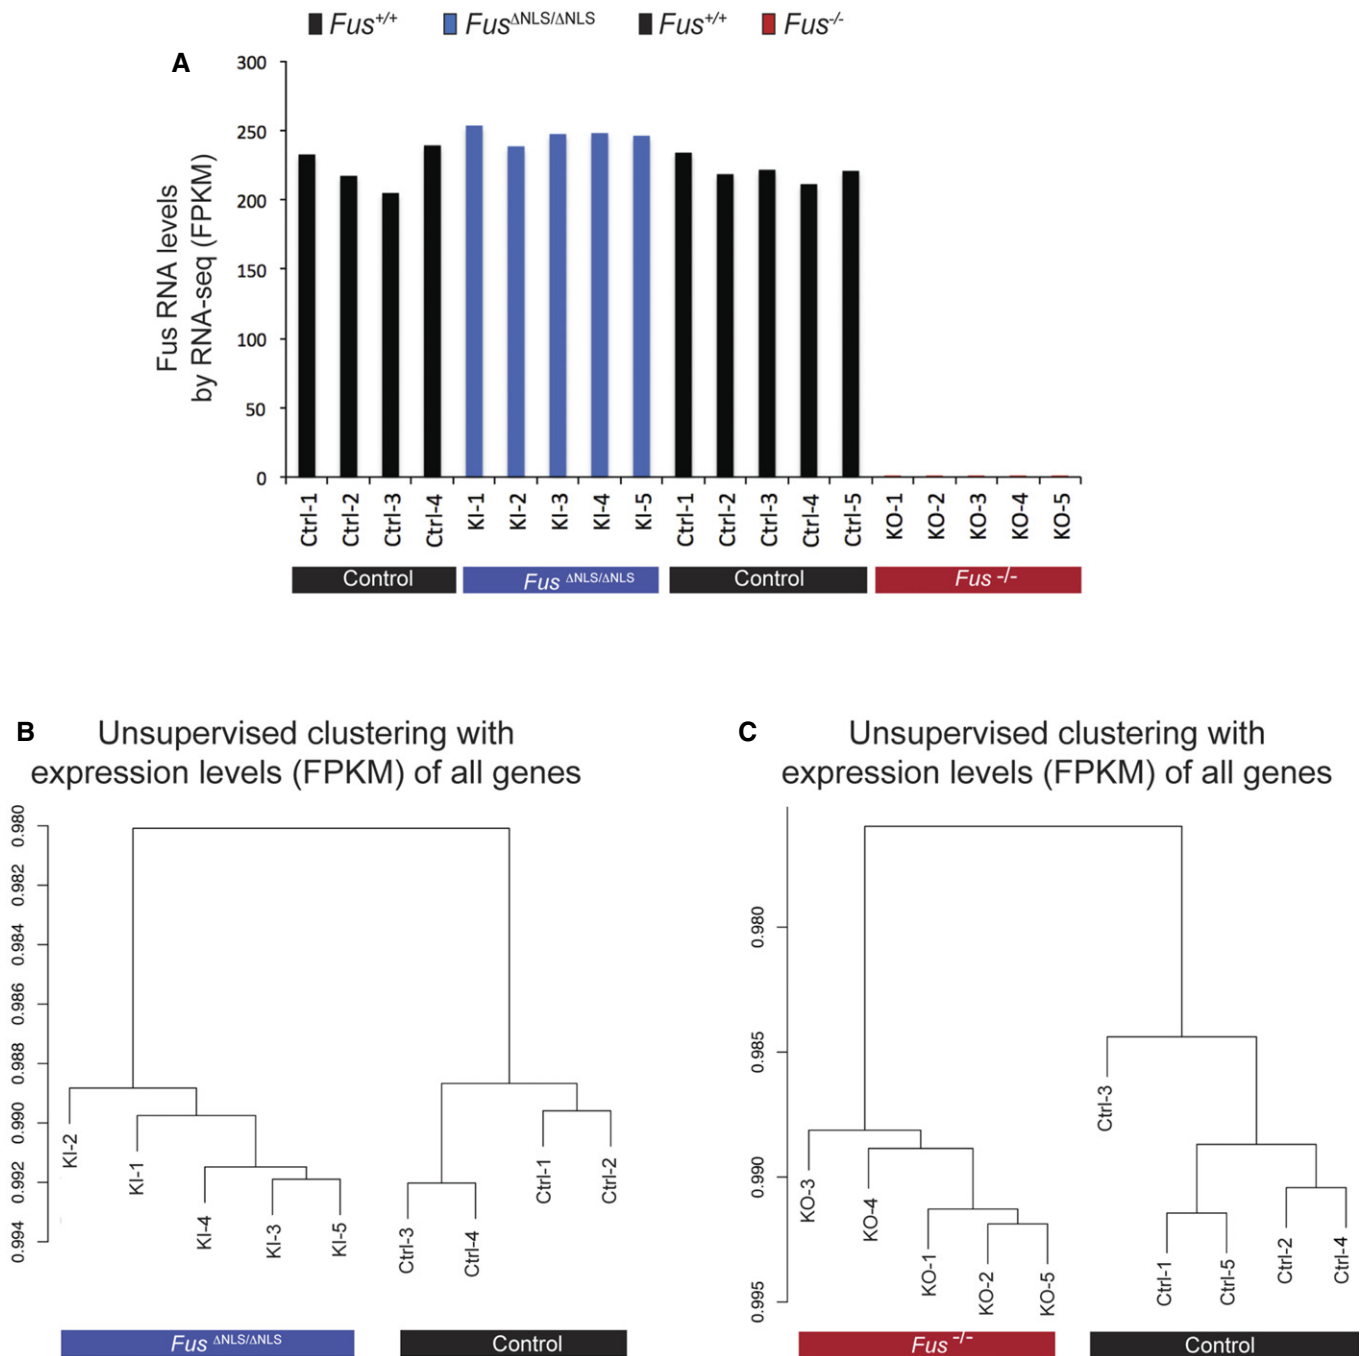 Fus+/+ FusΔNLS/ΔNLS Fus+/+ Fus-/-
A
300
250
200
150
100
50
0
Fus RNA levels
by RNA-seq (FPKM)
Ctrl-1 Ctrl-2 Ctrl-3 Ctrl-4 KI-1 KI-2 KI-3 KI-4 KI-5 Ctrl-1 Ctrl-2 Ctrl-3 Ctrl-4 Ctrl-5 KO-1 KO-2 KO-3 KO-4 KO-5
Control Fus ΔNLS/ΔNLS Control Fus -/-
B
Unsupervised clustering with
expression levels (FPKM) of all genes
0.980
0.982
0.984
0.986
0.988
0.990
0.992
0.994
KI-2 KI-1 KI-4 KI-3 KI-5 Ctrl-3 Ctrl-4 Ctrl-1 Ctrl-2
Fus ΔNLS/ΔNLS Control
C
Unsupervised clustering with
expression levels (FPKM) of all genes
0.980
0.985
0.990
0.995
KO-3 KO-4 KO-1 KO-2 KO-5 Ctrl-3 Ctrl-1 Ctrl-5 Ctrl-2 Ctrl-4
Fus -/- Control